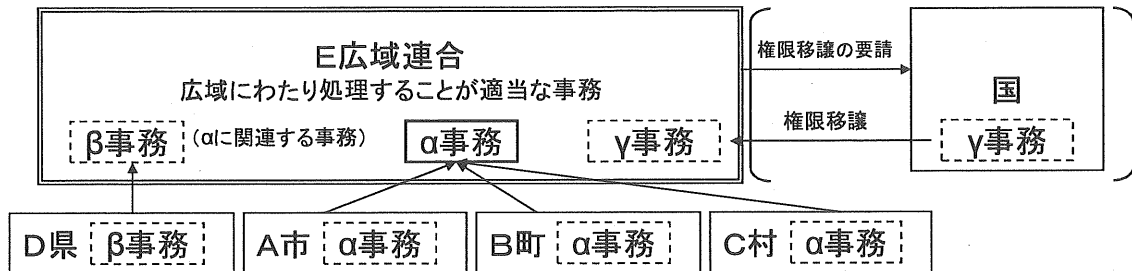 E広域連合
広域にわたり処理することが適当な事務
β事務 (αに関連する事務) α事務 γ事務
権限移譲の要請
権限移譲
国
γ事務
D県 β事務 A市 α事務 B町 α事務 C村 α事務